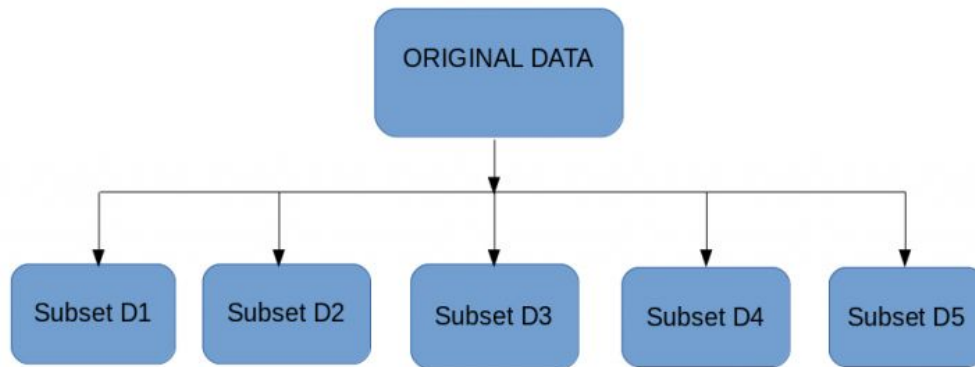 ORIGINAL DATA
Subset D1
Subset D2
Subset D3
Subset D4
Subset D5